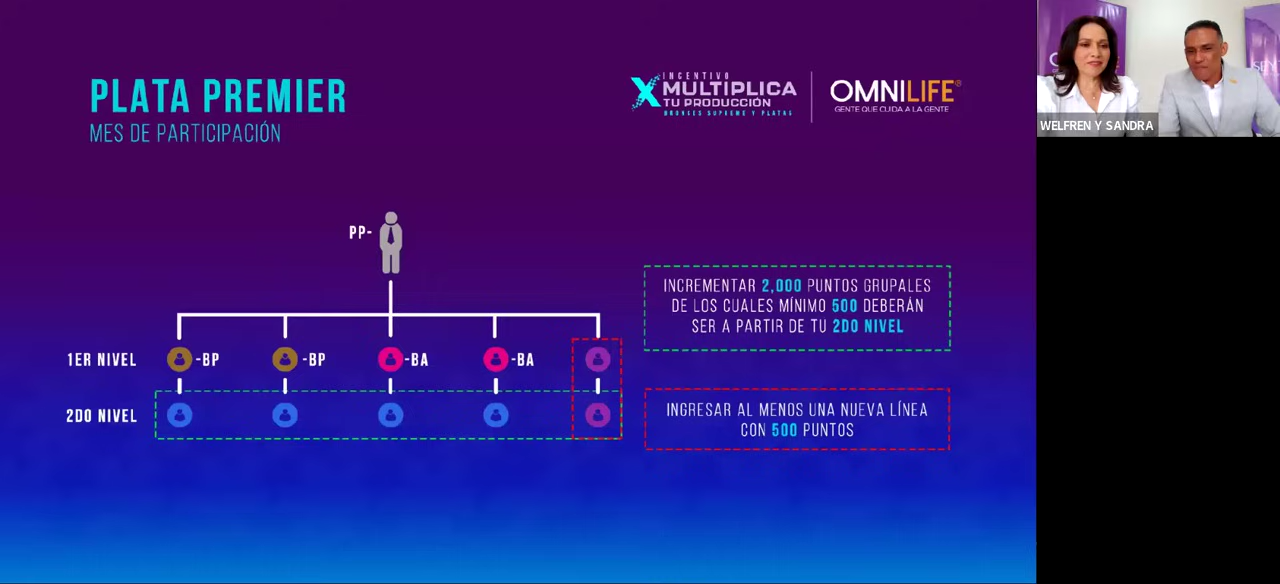 PLATA PREMIER
MES DE PARTICIPACIÓN
INCENTIVO
XMULTIPLICA
TU PRODUCCIÓN
BRONCES SUPREME Y PLATAS
OMNILIFE®
GENTE QUE CUIDA A LA GENTE
WELFREN Y SANDRA
PP-
INCREMENTAR 2,000 PUNTOS GRUPALES
DE LOS CUALES MÍNIMO 500 DEBERÁN
SER A PARTIR DE TU 2DO NIVEL
1ER NIVEL
-BP
-BP
-BA
-BA
2DO NIVEL
INGRESAR AL MENOS UNA NUEVA LÍNEA
CON 500 PUNTOS